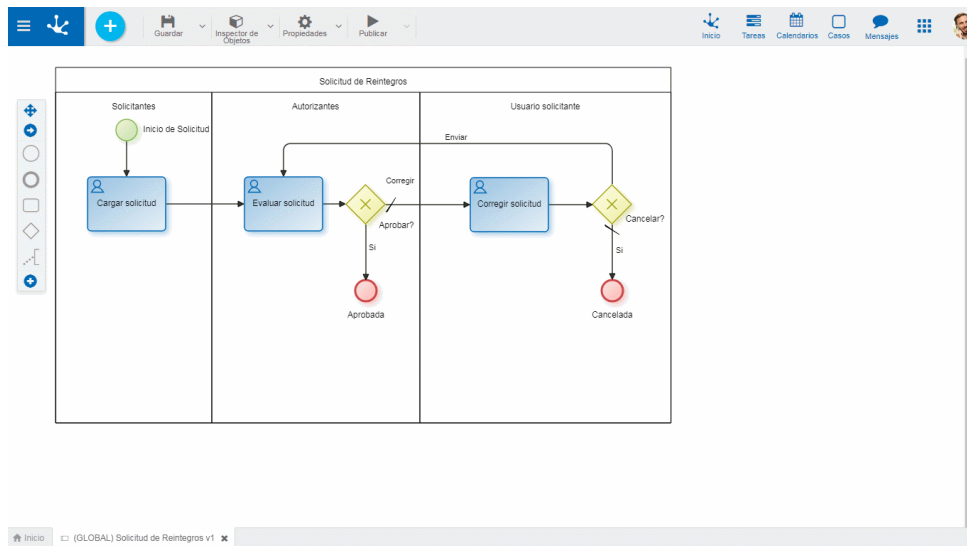 Guardar
Inspector de
Objetos
Propiedades
Publicar
Inicio
Tareas
Calendarios
Casos
Mensajes
Solicitud de Reintegros
Solicitantes
Autorizantes
Usuario solicitante
Inicio de Solicitud
Enviar
Corregir
Cargar solicitud
Evaluar solicitud
Corregir solicitud
Aprobar?
Cancelar?
Si
Si
Aprobada
Cancelada
Inicio
(GLOBAL) Solicitud de Reintegros v1